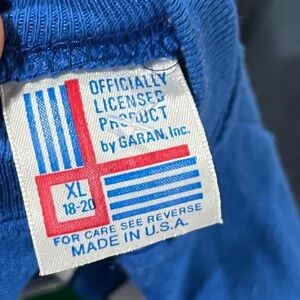 OFFICIALLY
LICENSED
PRODUCT
by GARAN, Inc.
XL
18-20
FOR CARE SEE REVERSE
MADE IN U.S.A.